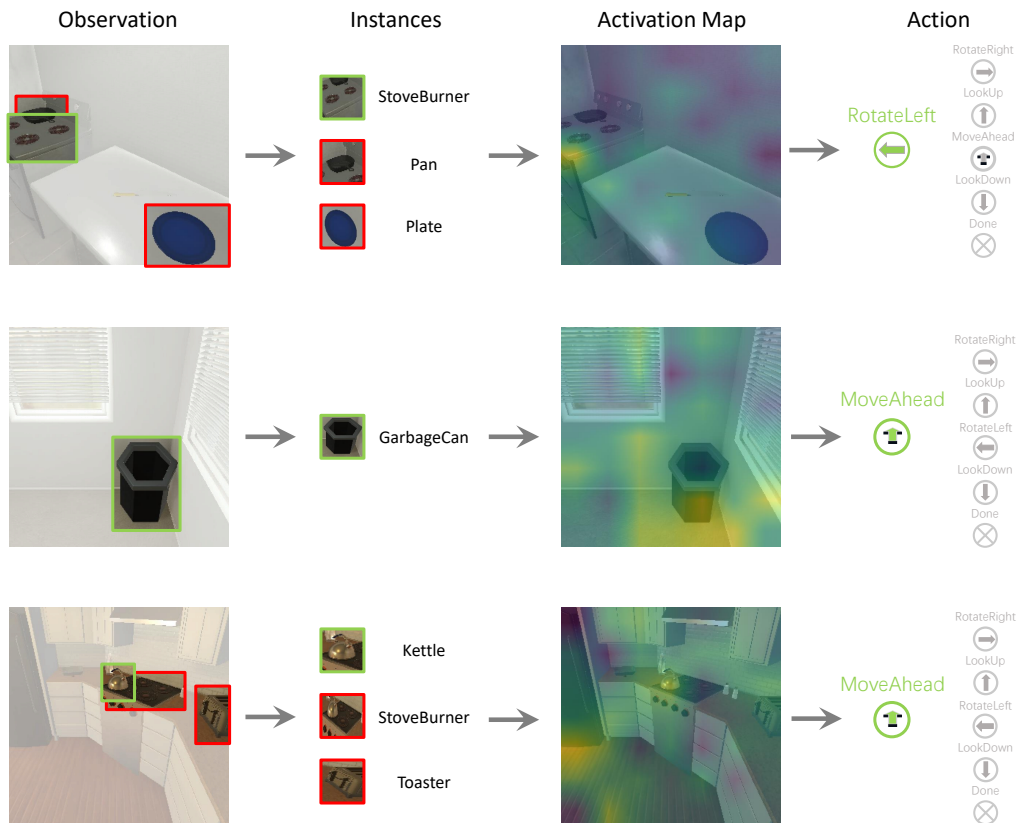 Observation
Instances
Activation Map
Action
StoveBurner
Pan
Plate
RotateLeft
RotateRight
LookUp
MoveAhead
LookDown
Done
GarbageCan
MoveAhead
RotateRight
LookUp
RotateLeft
LookDown
Done
Kettle
StoveBurner
Toaster
MoveAhead
RotateRight
LookUp
RotateLeft
LookDown
Done